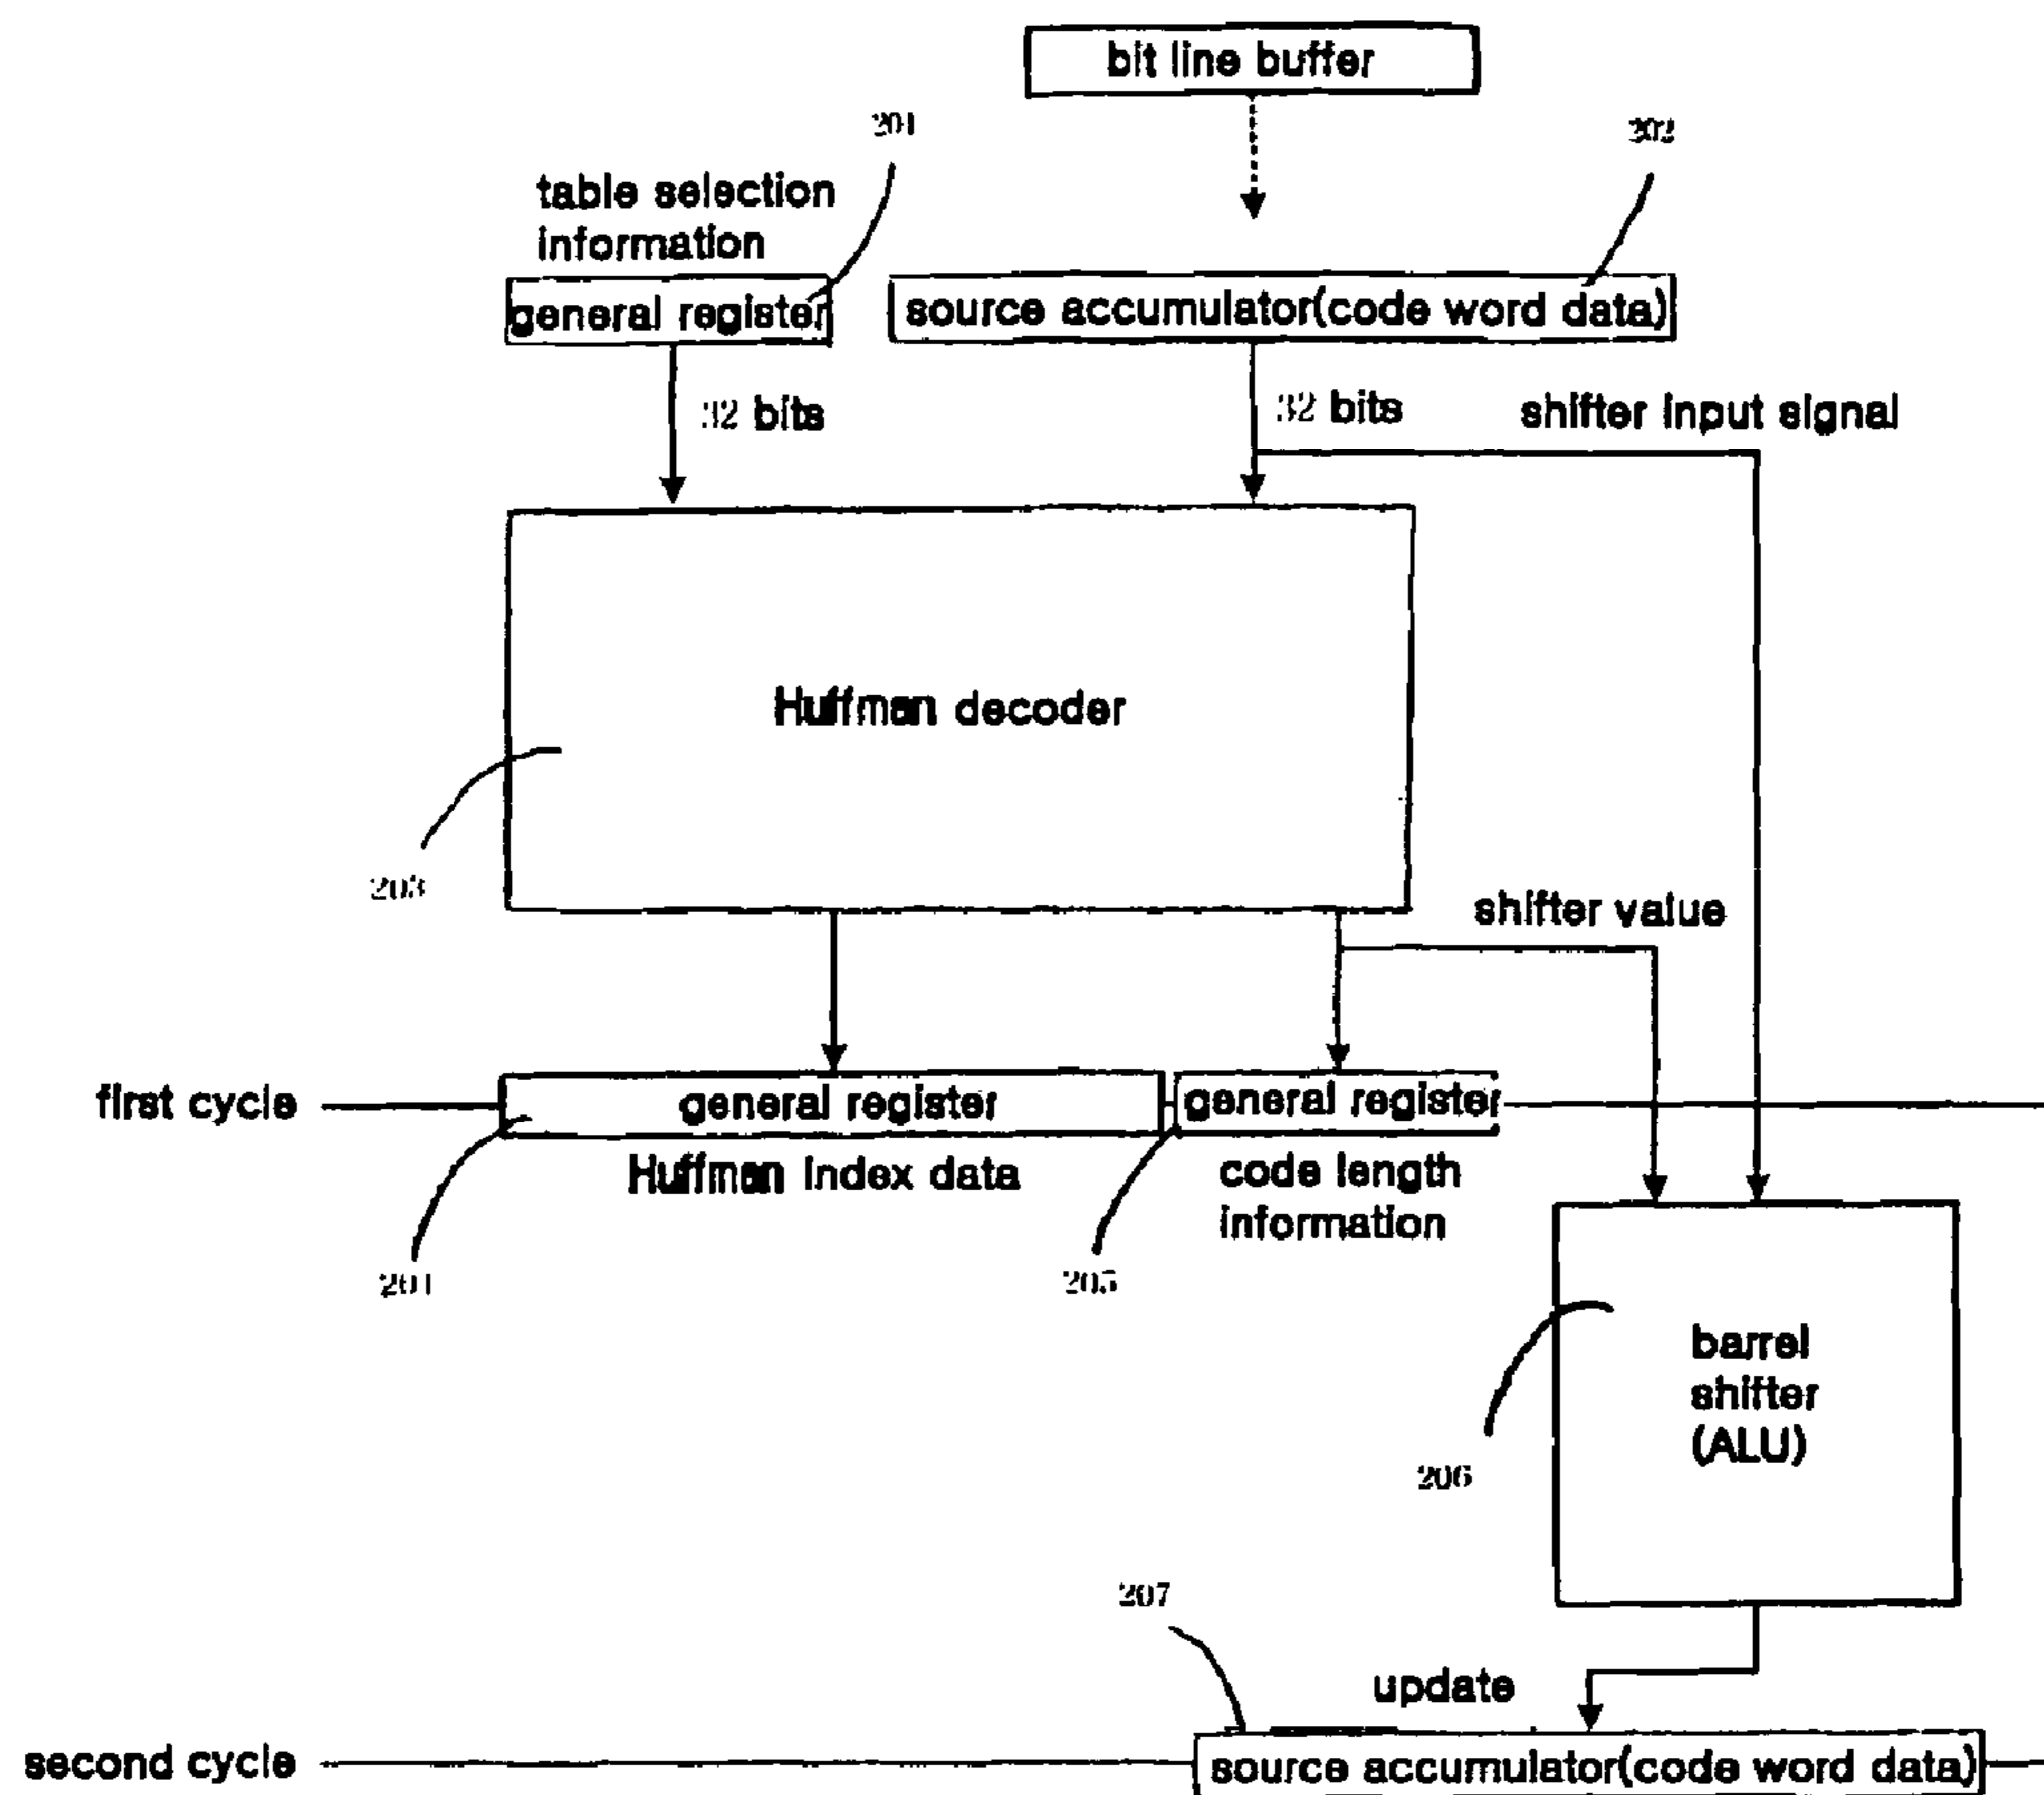 bit line buffer
201
302
table selection
information
general register
source accumulator(code word data)
32 bits
32 bits
shifter input signal
Huffman decoder
203
shifter value
first cycle
general register
general register
Huffman index data
code length
information
205
barrel
shifter
(ALU)
206
207
update
second cycle
source accumulator(code word data)